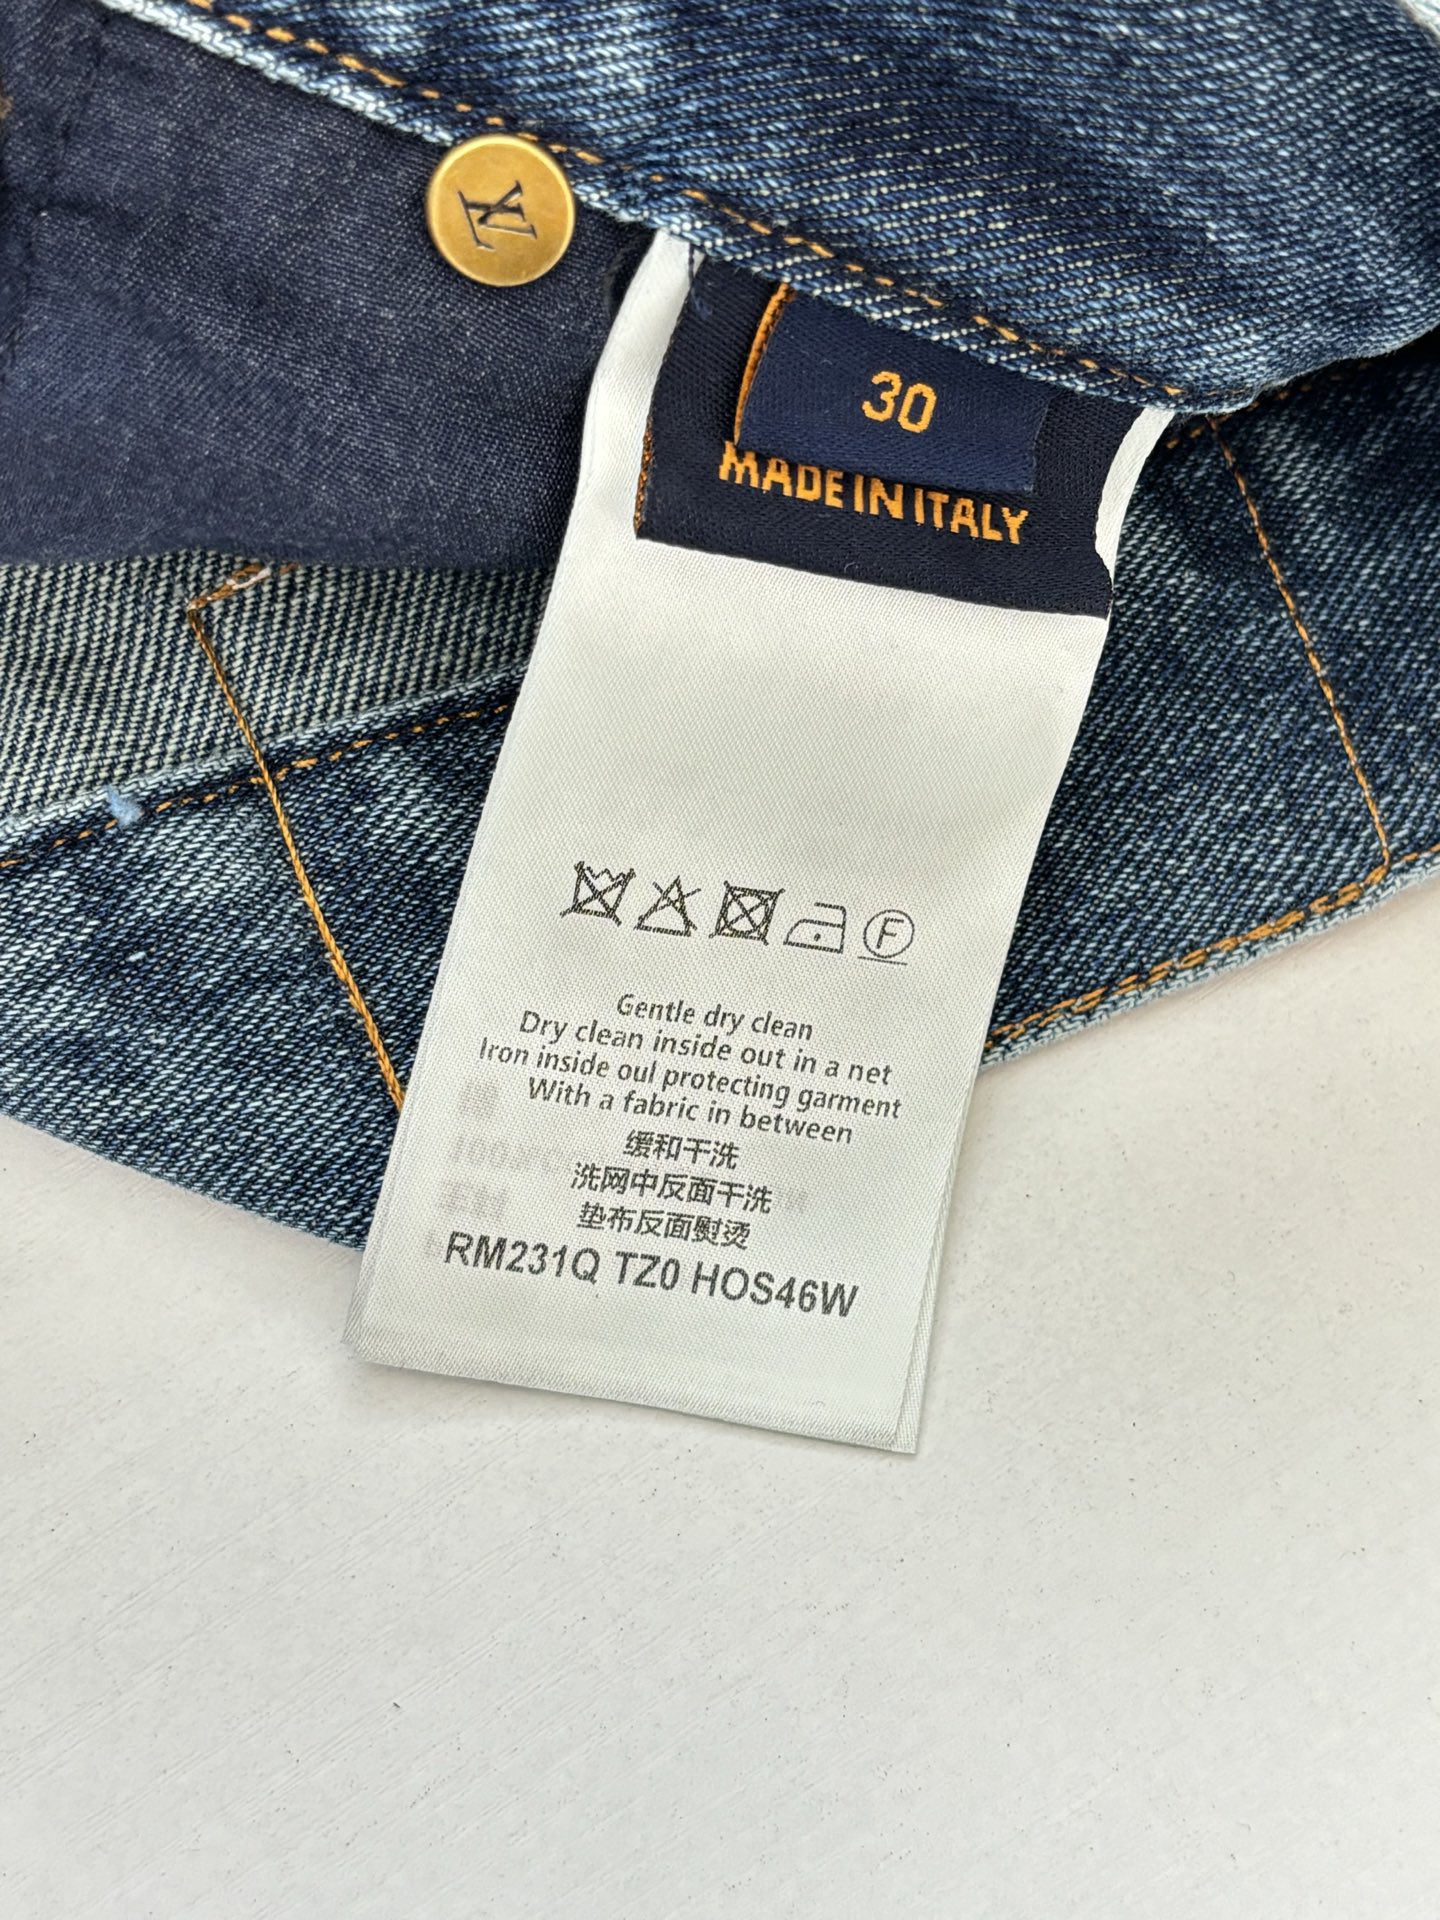 LV
30
MADE IN ITALY
F
Gentle dry clean
Dry clean inside out in a net
Iron inside oul protecting garment
With a fabric in between
缓和干洗
洗网中反面干洗
垫布反面熨烫
RM231Q TZ0 HOS46W